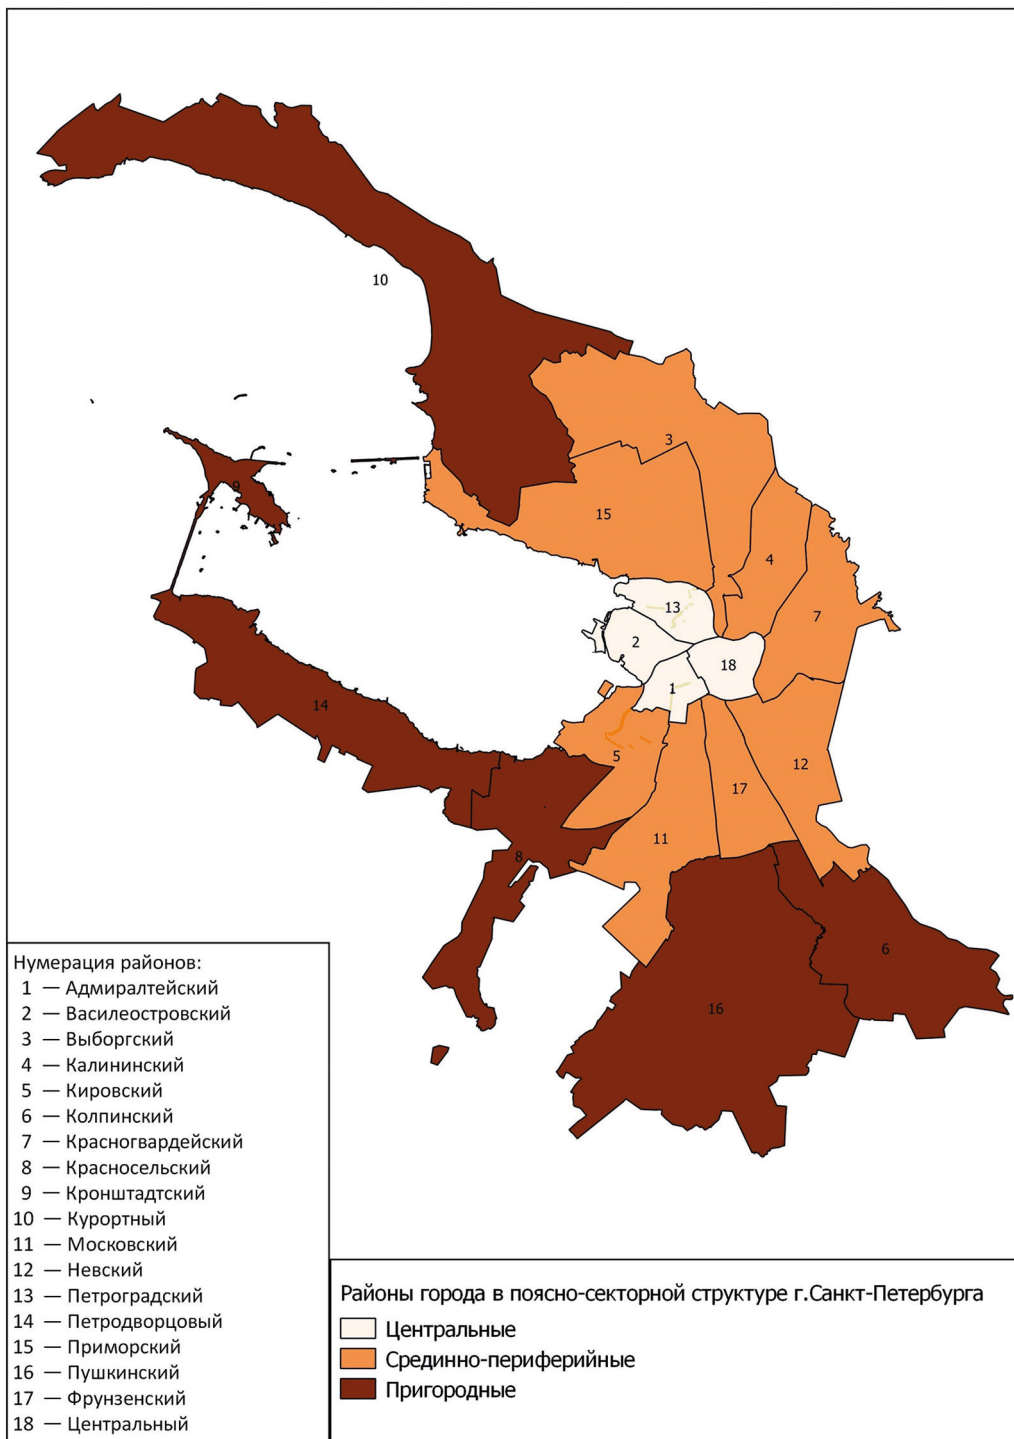 10
3
9
15
4
7
13
2
18
1
14
5
12
17
11
8
6
16
Нумерация районов:
1 — Адмиралтейский
2 — Василеостровский
3 — Выборгский
4 — Калининский
5 — Кировский
6 — Колпинский
7 — Красногвардейский
8 — Красносельский
9 — Кронштадтский
10 — Курортный
11 — Московский
12 — Невский
13 — Петроградский
14 — Петродворцовый
15 — Приморский
16 — Пушкинский
17 — Фрунзенский
18 — Центральный
Районы города в поясно-секторной структуре г.Санкт-Петербурга
Центральные
Срединно-периферийные
Пригородные